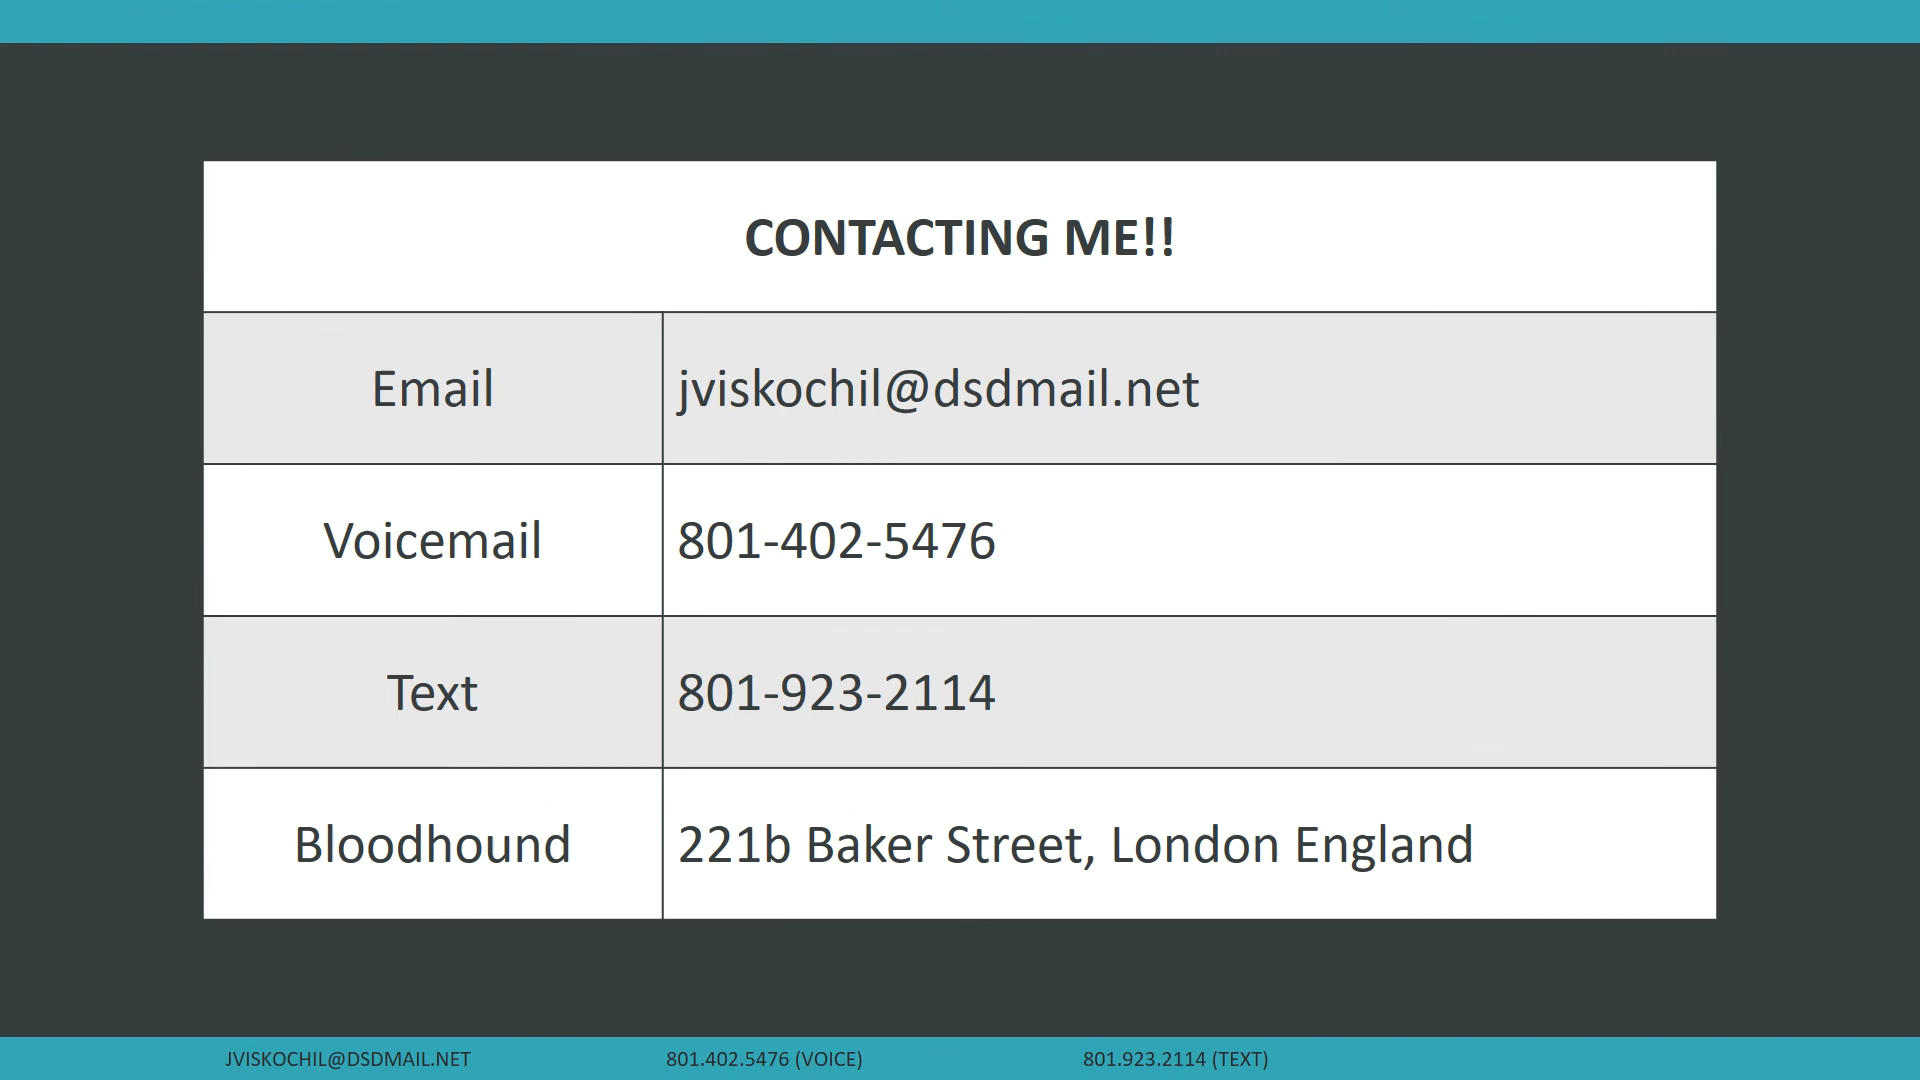 CONTACTING ME!!
Email jviskochil@dsdmail.net
Voicemail 801-402-5476
Text 801-923-2114
Bloodhound 221b Baker Street, London England
JVISKOCHIL@DSDMAIL.NET 801.402.5476 (VOICE) 801.923.2114 (TEXT)